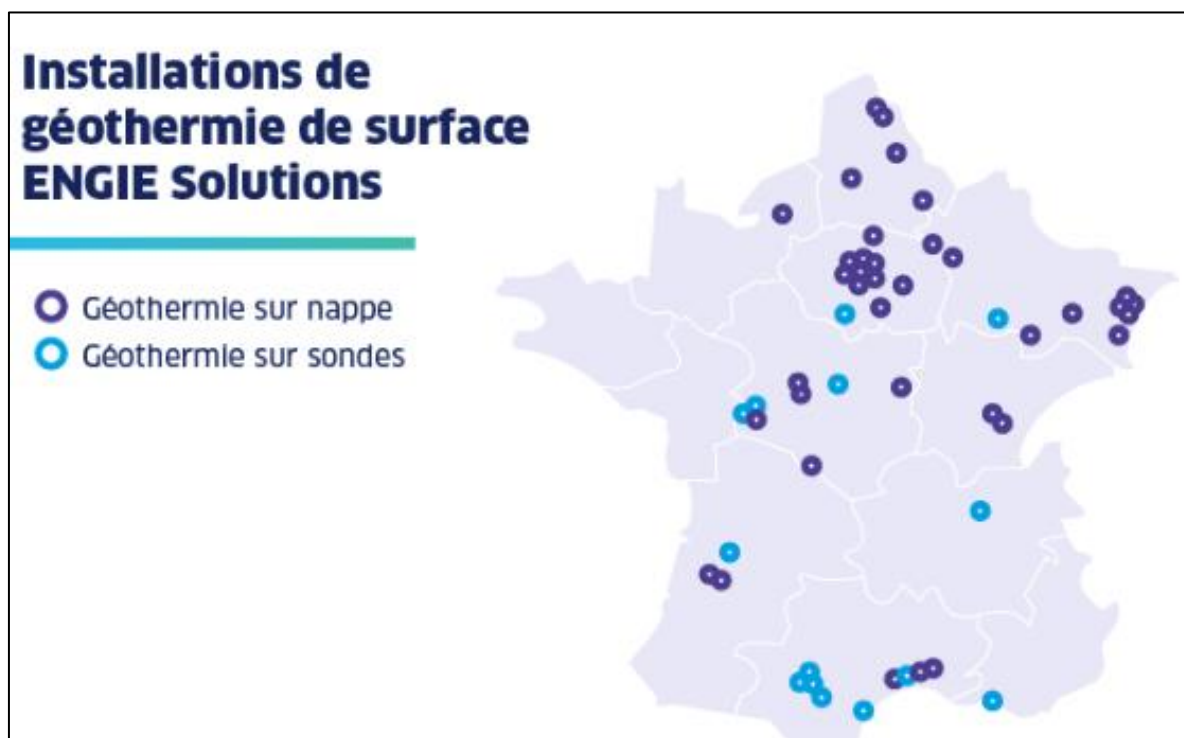 Installations de
géothermie de surface
ENGIE Solutions
Géothermie sur nappe
Géothermie sur sondes